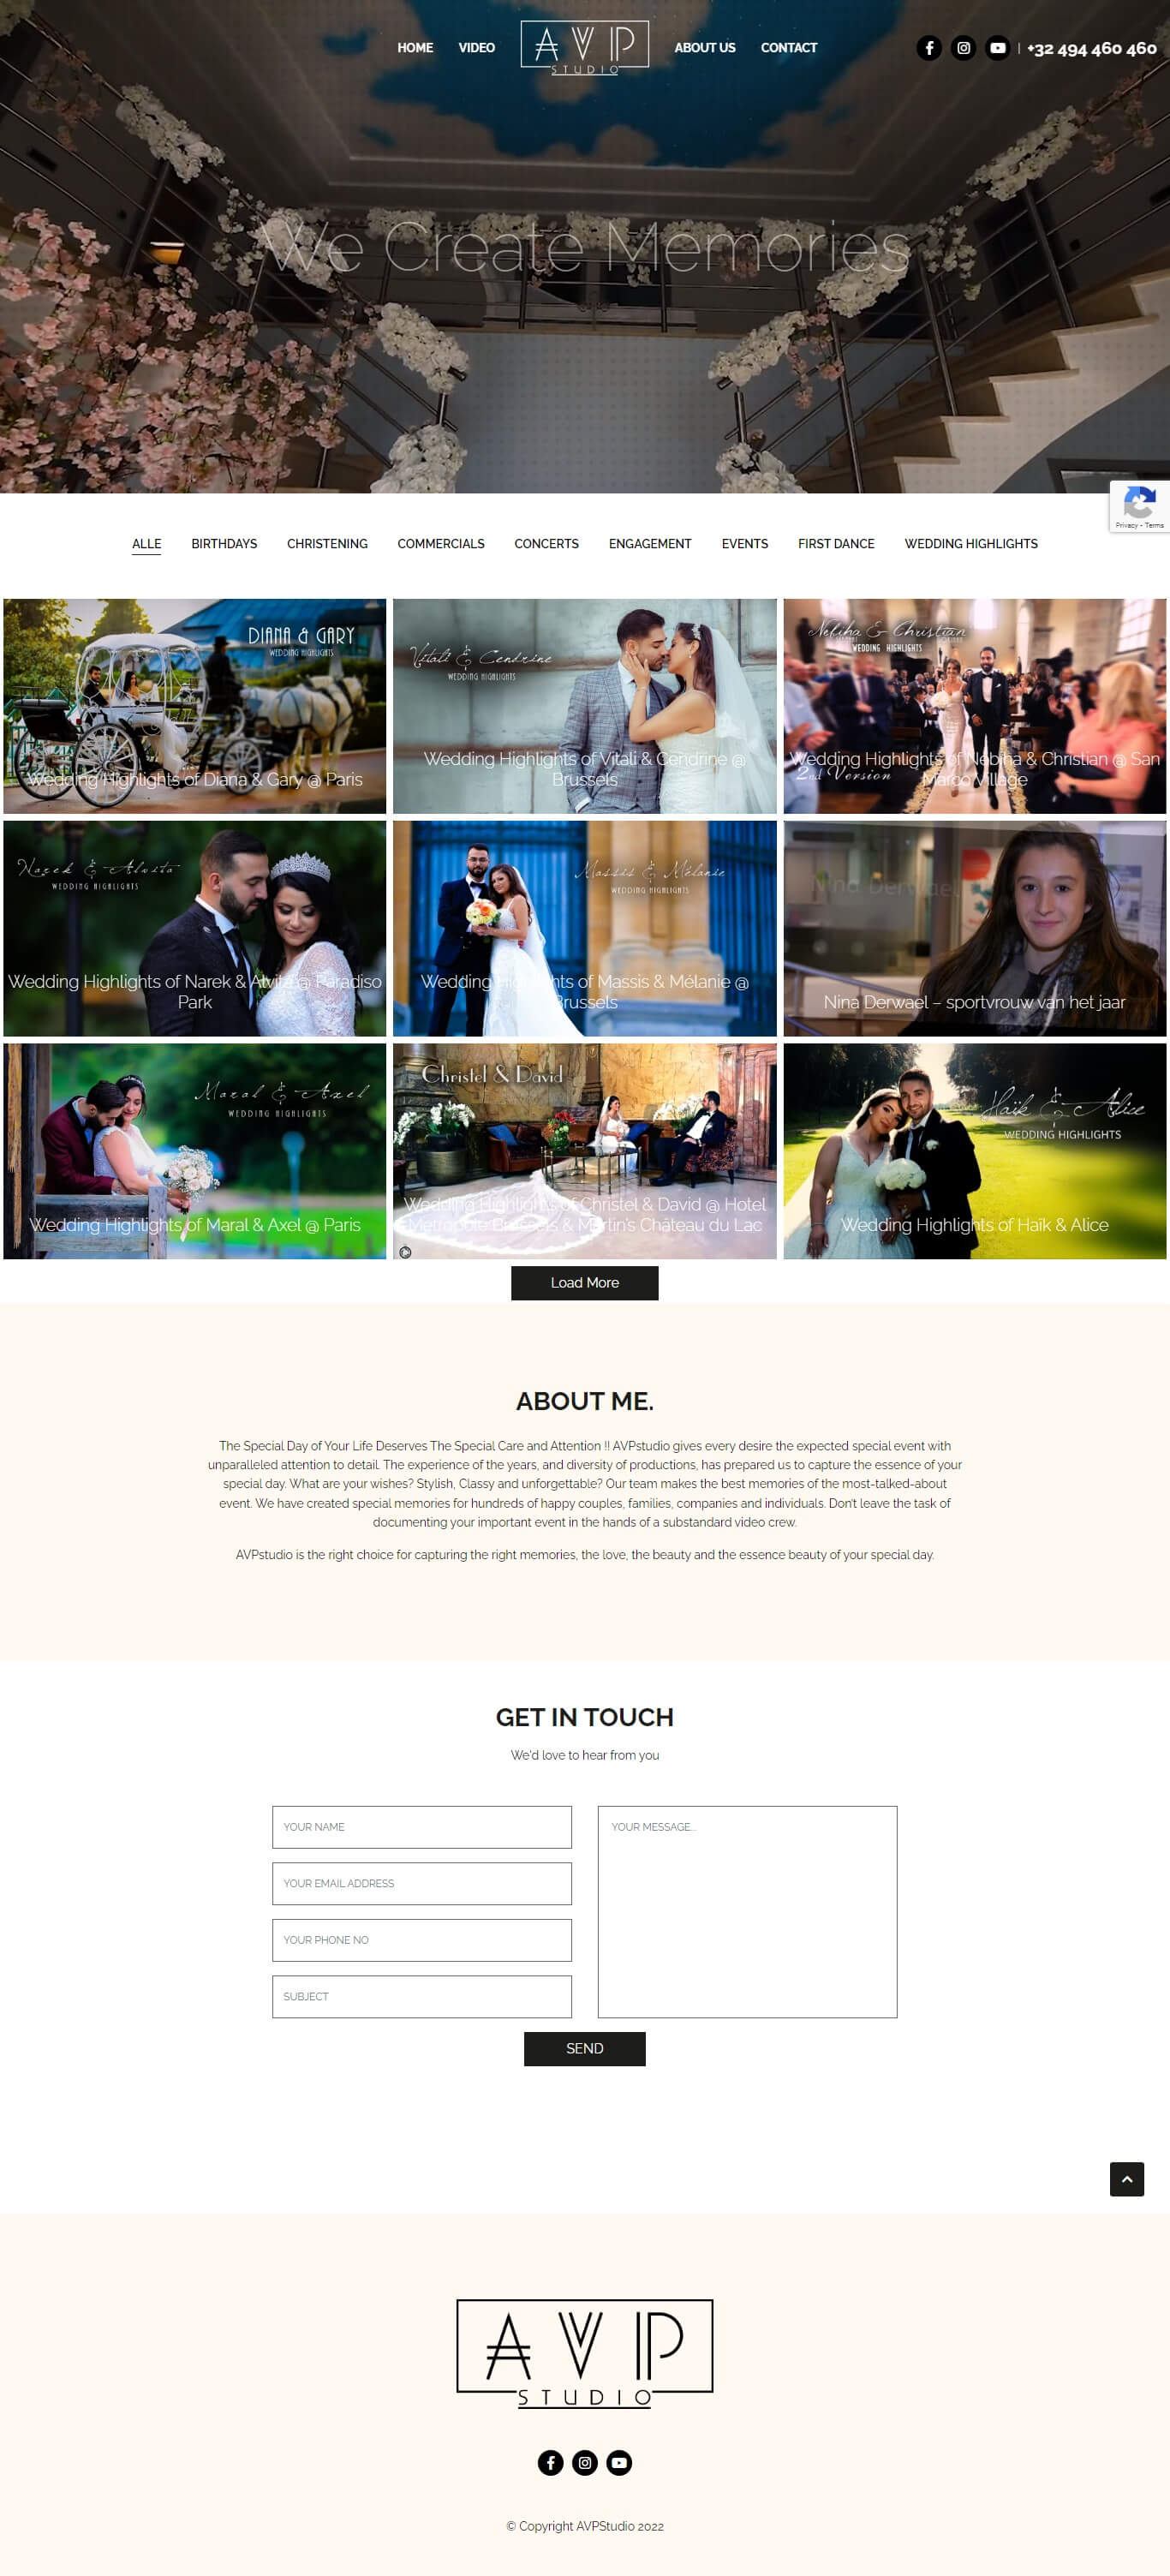 HOME VIDEO AVP STUDIO ABOUT US CONTACT | +32 494 460 460
We Create Memories
Privacy - Terms
ALLE BIRTHDAYS CHRISTENING COMMERCIALS CONCERTS ENGAGEMENT EVENTS FIRST DANCE WEDDING HIGHLIGHTS
DIANA & GARY
WEDDING HIGHLIGHTS
Wedding Highlights of Diana & Gary @ Paris
Vitali & Cendrine
WEDDING HIGHLIGHTS
Wedding Highlights of Vitali & Cendrine @
Brussels
Nebiha & Christian
WEDDING HIGHLIGHTS
2nd Version
Wedding Highlights of Nebiha & Christian @ San
Marco Village
Narek & Alvita
WEDDING HIGHLIGHTS
Wedding Highlights of Narek & Alvita @ Paradiso
Park
Massis & Mélanie
WEDDING HIGHLIGHTS
Wedding Highlights of Massis & Mélanie @
Brussels
Nina Derwael
Nina Derwael – sportvrouw van het jaar
Maral & Axel
WEDDING HIGHLIGHTS
Wedding Highlights of Maral & Axel @ Paris
Christel & David
Wedding Highlights of Christel & David @ Hotel
Metropole Brussels & Martin's Château du Lac
Haïk & Alice
WEDDING HIGHLIGHTS
Wedding Highlights of Haïk & Alice
Load More
ABOUT ME.
The Special Day of Your Life Deserves The Special Care and Attention !! AVPstudio gives every desire the expected special event with
unparalleled attention to detail. The experience of the years, and diversity of productions, has prepared us to capture the essence of your
special day. What are your wishes? Stylish, Classy and unforgettable? Our team makes the best memories of the most-talked-about
event. We have created special memories for hundreds of happy couples, families, companies and individuals. Don't leave the task of
documenting your important event in the hands of a substandard video crew.
AVPstudio is the right choice for capturing the right memories, the love, the beauty and the essence beauty of your special day.
GET IN TOUCH
We'd love to hear from you
YOUR NAME
YOUR EMAIL ADDRESS
YOUR PHONE NO
SUBJECT
YOUR MESSAGE...
SEND
AVP
STUDIO
© Copyright AVPStudio 2022